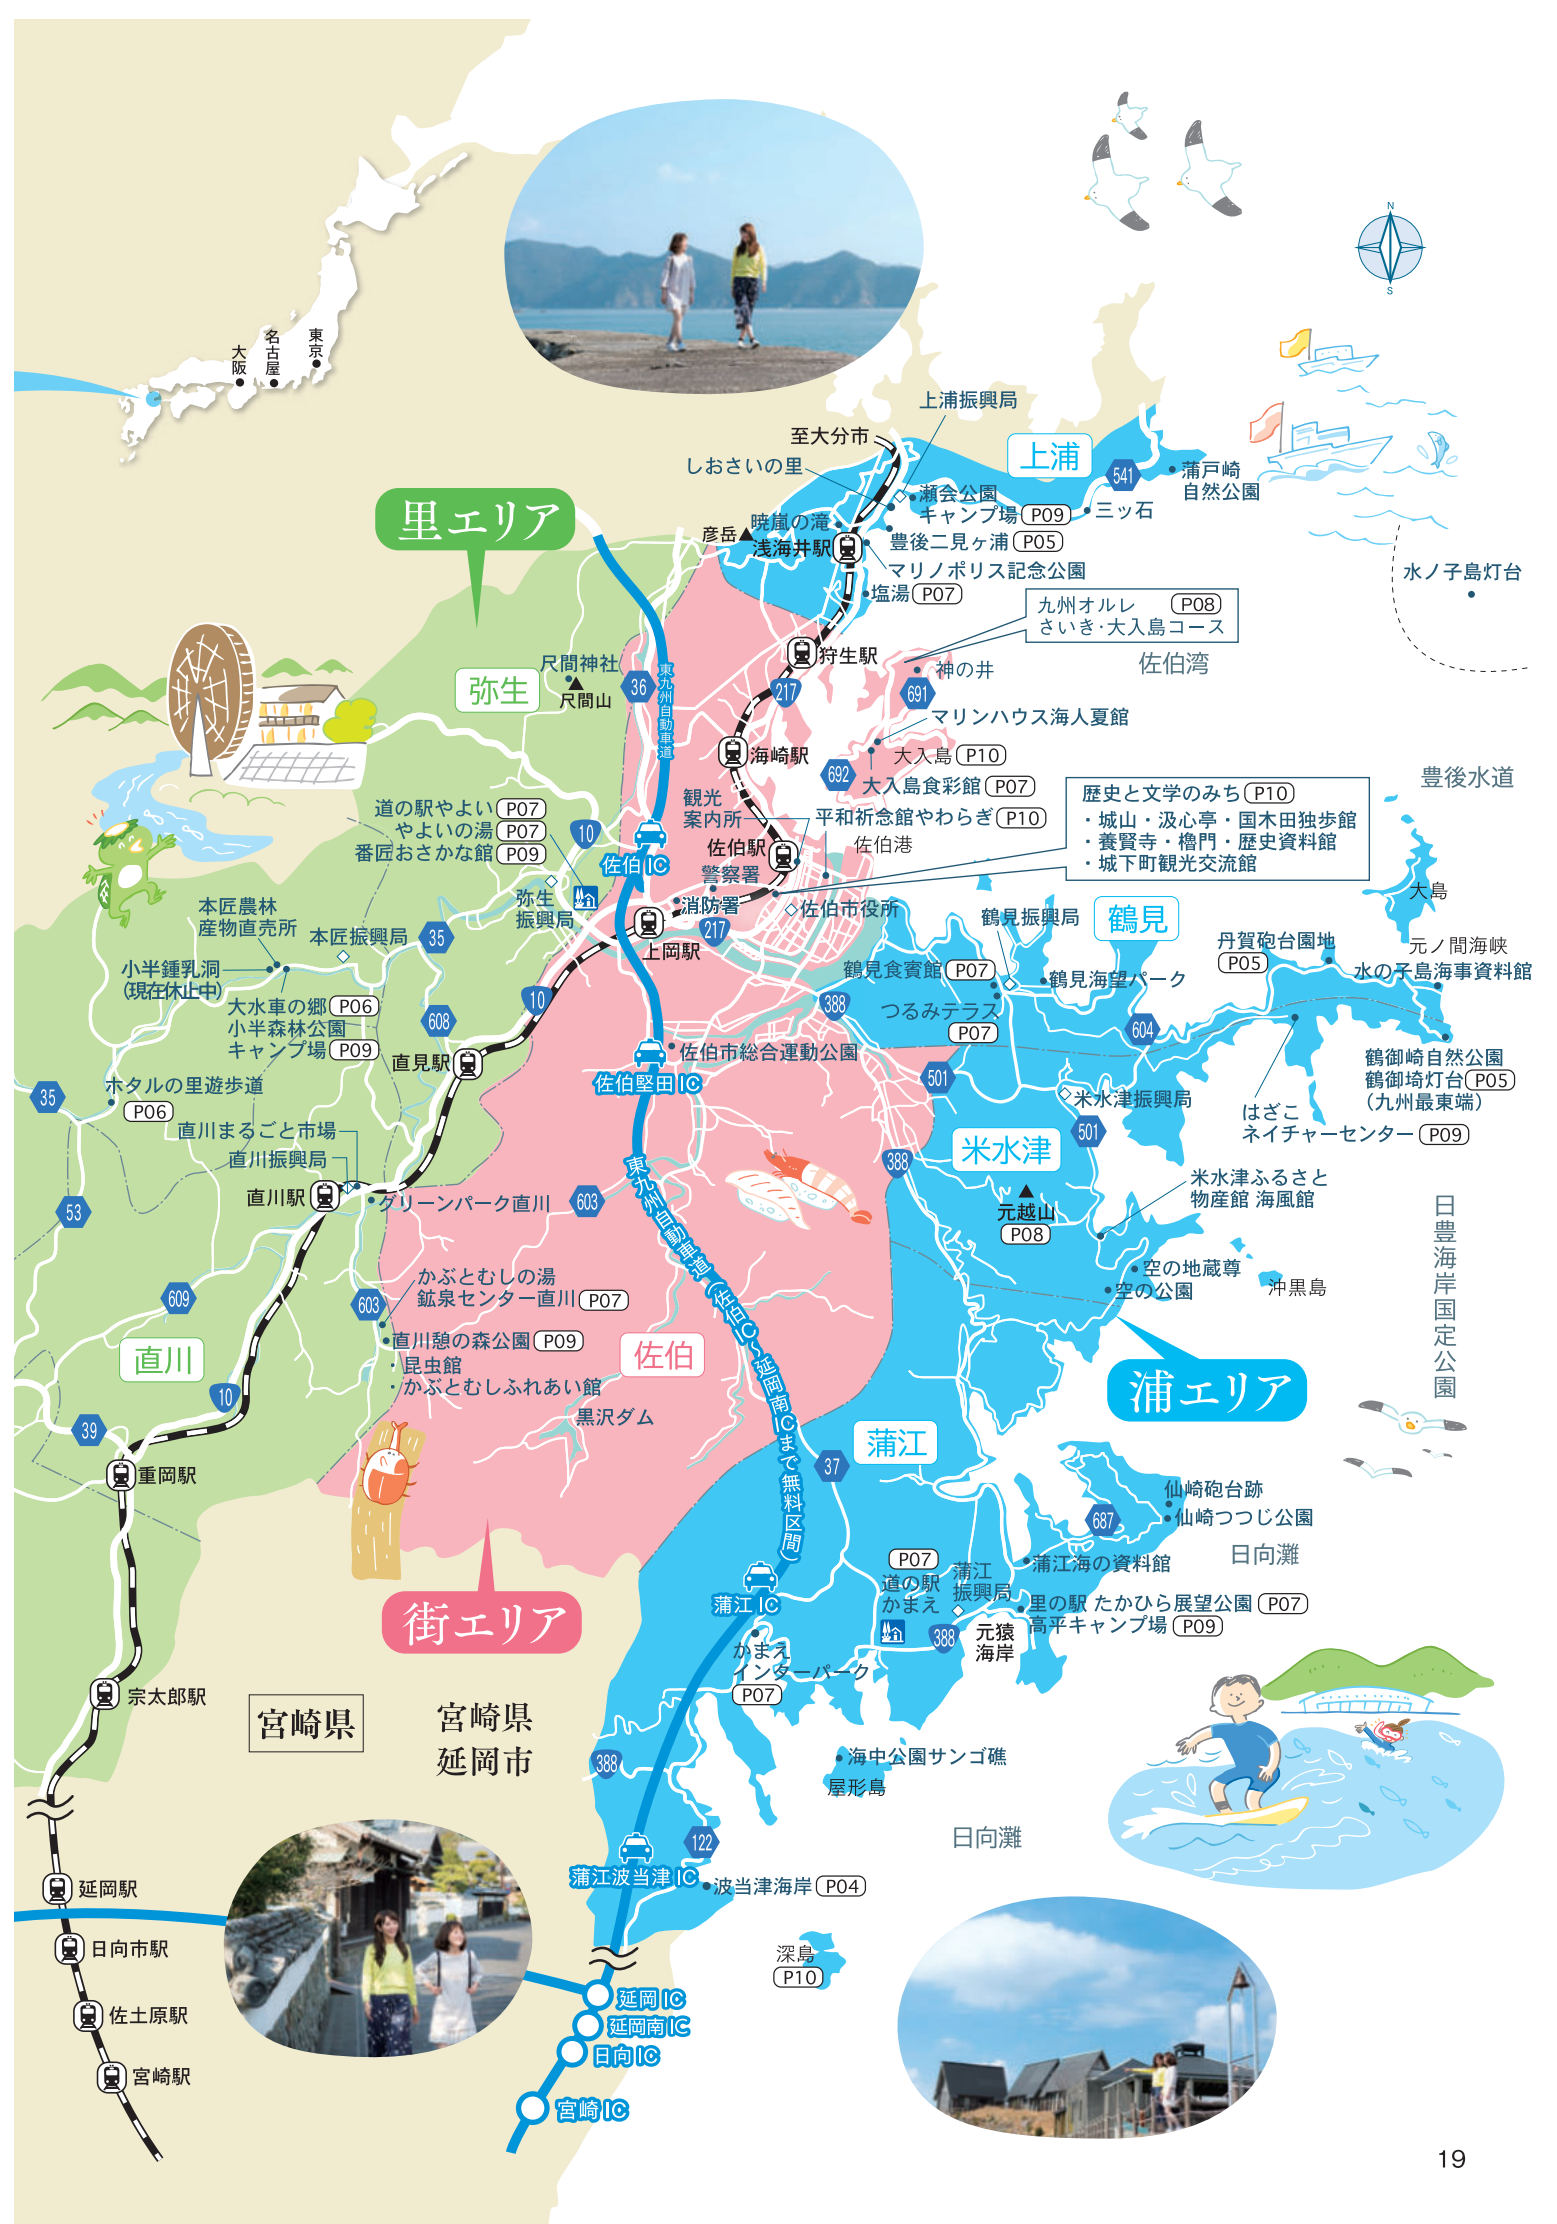 N
S
東京
名古屋
大阪
上浦振興局
至大分市
上浦
しおさいの里
541
蒲戸崎
自然公園
瀬会公園
キャンプ場 P09
三ッ石
里エリア
彦岳
暁嵐の滝
浅海井駅
豊後二見ヶ浦 P05
マリノポリス記念公園
塩湯 P07
水ノ子島灯台
九州オルレ P08
さいき・大入島コース
佐伯湾
狩生駅
神の井
尺間神社
尺間山
弥生
36
東九州自動車道
217
691
マリンハウス海人夏館
海崎駅
大入島 P10
692
大入島食彩館 P07
豊後水道
歴史と文学のみち P10
・城山・汲心亭・国木田独歩館
・養賢寺・櫓門・歴史資料館
・城下町観光交流館
観光
案内所
平和祈念館やわらぎ P10
道の駅やよい P07
やよいの湯 P07
番匠おさかな館 P09
10
佐伯IC
佐伯駅
佐伯港
警察署
消防署
弥生
振興局
佐伯市役所
大島
鶴見振興局
鶴見
本匠農林
産物直売所
本匠振興局
35
上岡駅
217
丹賀砲台園地
P05
元ノ間海峡
水の子島海事資料館
小半鍾乳洞
(現在休止中)
鶴見食賓館 P07
鶴見海望パーク
大水車の郷 P06
小半森林公園
キャンプ場 P09
10
608
388
つるみテラス
P07
604
直見駅
佐伯市総合運動公園
佐伯堅田IC
鶴御崎自然公園
鶴御埼灯台 P05
(九州最東端)
501
35
ホタルの里遊歩道
P06
米水津振興局
はざこ
ネイチャーセンター P09
直川まるごと市場
直川振興局
501
米水津
388
直川駅
グリーンパーク直川
603
東九州自動車道(佐伯IC〜延岡南ICまで無料区間)
53
元越山
P08
米水津ふるさと
物産館 海風館
日豊海岸国定公園
空の地蔵尊
空の公園
沖黒島
609
603
かぶとむしの湯
鉱泉センター直川 P07
直川憩の森公園 P09
・昆虫館
・かぶとむしふれあい館
直川
佐伯
浦エリア
10
39
黒沢ダム
蒲江
37
重岡駅
仙崎砲台跡
仙崎つつじ公園
687
日向灘
蒲江海の資料館
P07
道の駅
かまえ
蒲江
振興局
街エリア
蒲江IC
388
元猿
海岸
里の駅 たかひら展望公園 P07
高平キャンプ場 P09
かまえ
インターパーク
P07
宗太郎駅
宮崎県
宮崎県
延岡市
388
海中公園サンゴ礁
屋形島
日向灘
122
蒲江波当津IC
波当津海岸 P04
延岡駅
日向市駅
深島
P10
佐土原駅
延岡IC
延岡南IC
日向IC
宮崎駅
宮崎IC
19